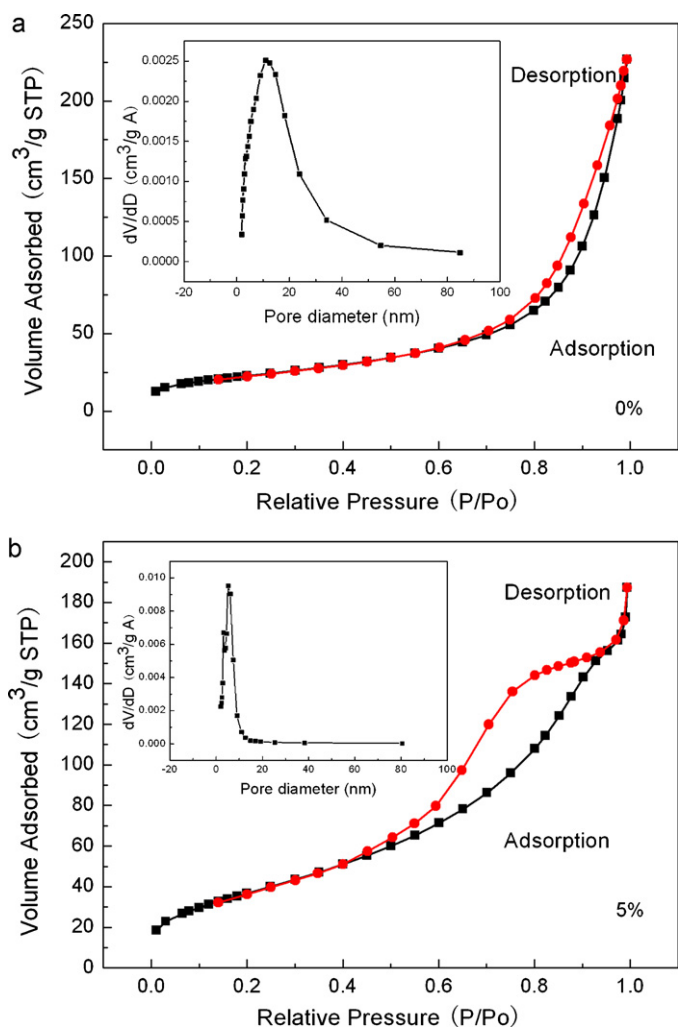 a
250
200
150
100
50
0
Volume Adsorbed (cm³/g STP)
0.0025
0.0020
0.0015
0.0010
0.0005
0.0000
dV/dD (cm³/g A)
-20 0 20 40 60 80 100
Pore diameter (nm)
Desorption
Adsorption
0%
0.0 0.2 0.4 0.6 0.8 1.0
Relative Pressure (P/Po)
b
200
180
160
140
120
100
80
60
40
20
0
Volume Adsorbed (cm³/g STP)
0.010
0.008
0.006
0.004
0.002
0.000
dV/dD (cm³/g A)
-20 0 20 40 60 80 100
Pore diameter (nm)
Desorption
Adsorption
5%
0.0 0.2 0.4 0.6 0.8 1.0
Relative Pressure (P/Po)